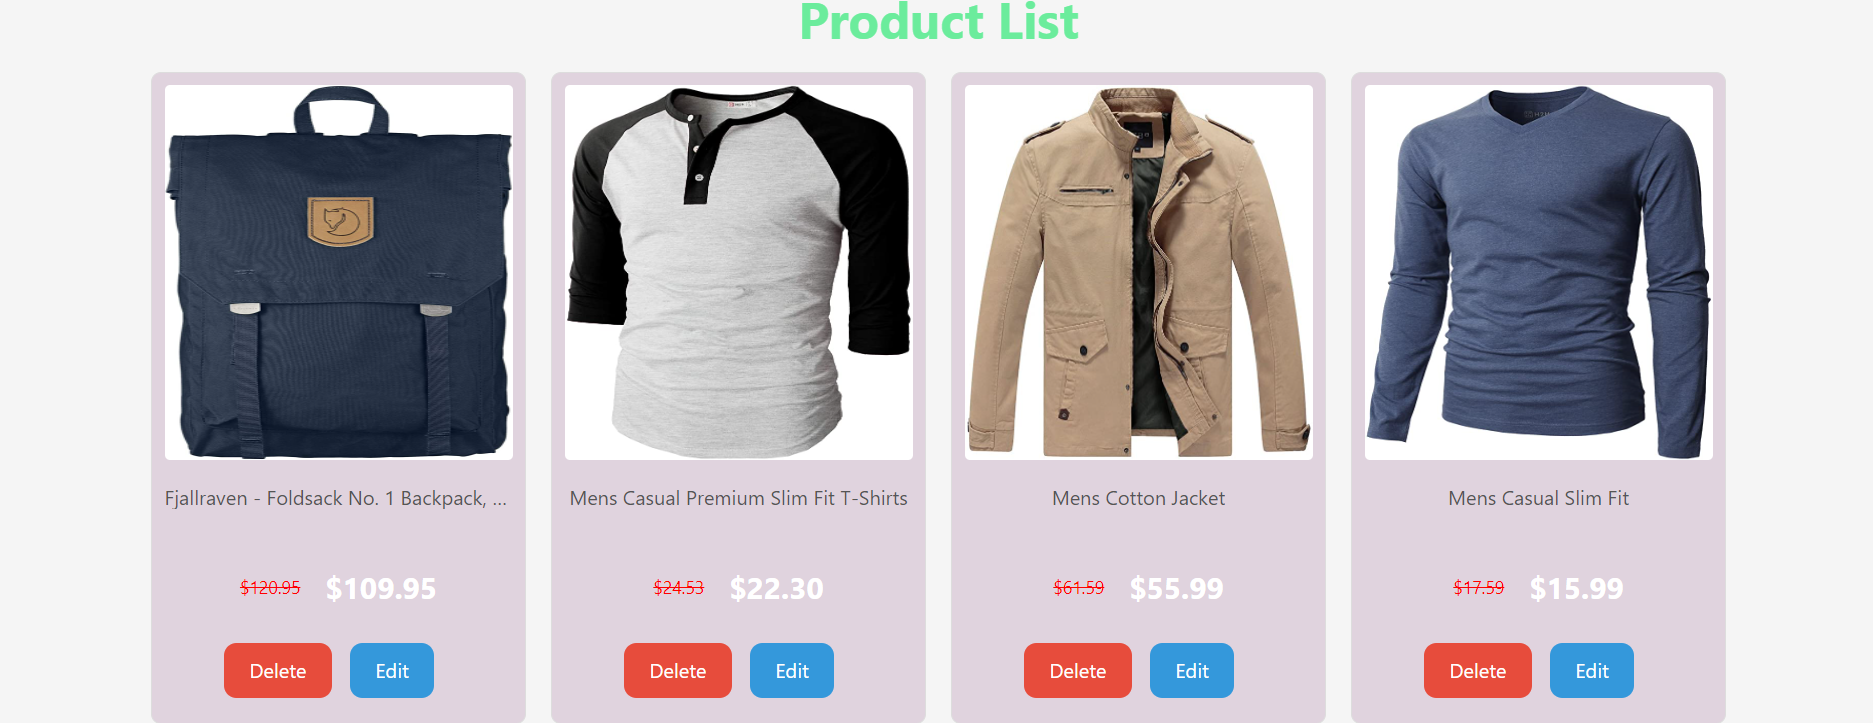 Product List
Fjallraven - Foldsack No. 1 Backpack, ...
Mens Casual Premium Slim Fit T-Shirts
Mens Cotton Jacket
Mens Casual Slim Fit
$120.95 $109.95
$24.53 $22.30
$61.59 $55.99
$17.59 $15.99
Delete Edit
Delete Edit
Delete Edit
Delete Edit